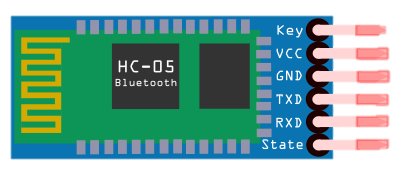 HC-05
Bluetooth
Key
VCC
GND
TXD
RXD
State